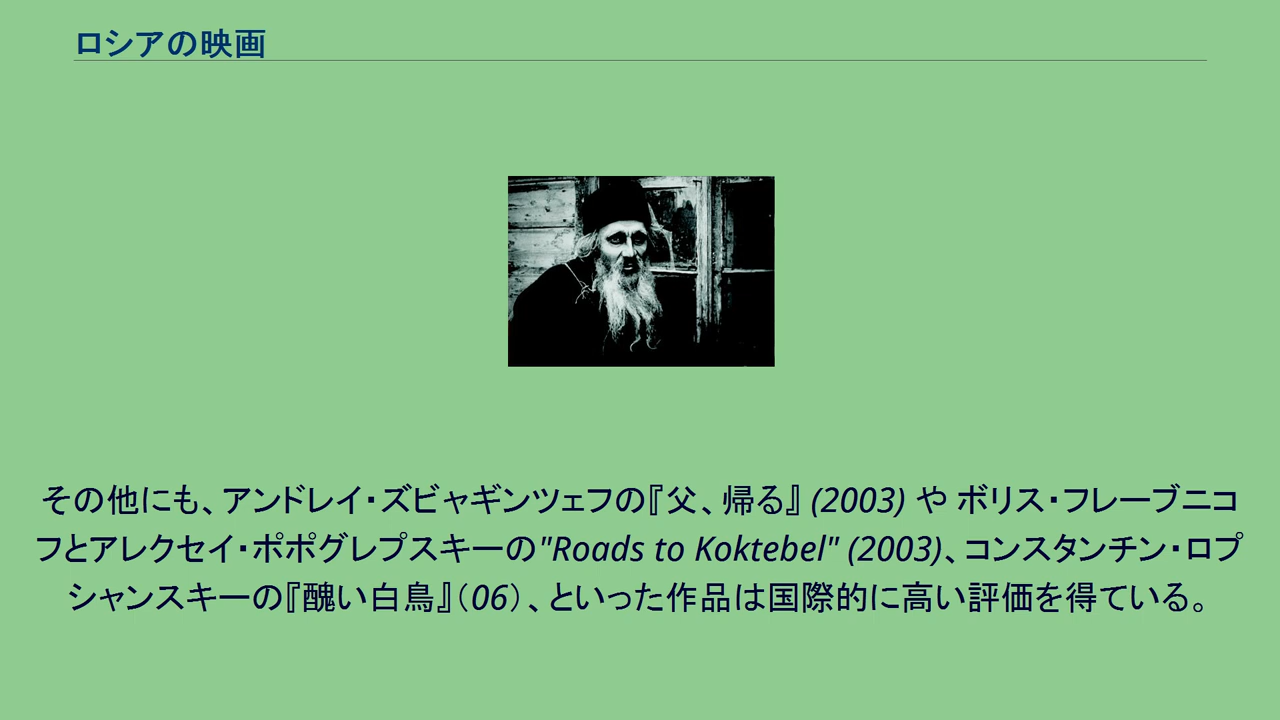 ロシアの映画
その他にも、アンドレイ・ズビャギンツェフの『父、帰る』 (2003) や ボリス・フレーブニコ
フとアレクセイ・ポポグレプスキーの"Roads to Koktebel" (2003)、コンスタンチン・ロプ
シャンスキーの『醜い白鳥』（06）、といった作品は国際的に高い評価を得ている。